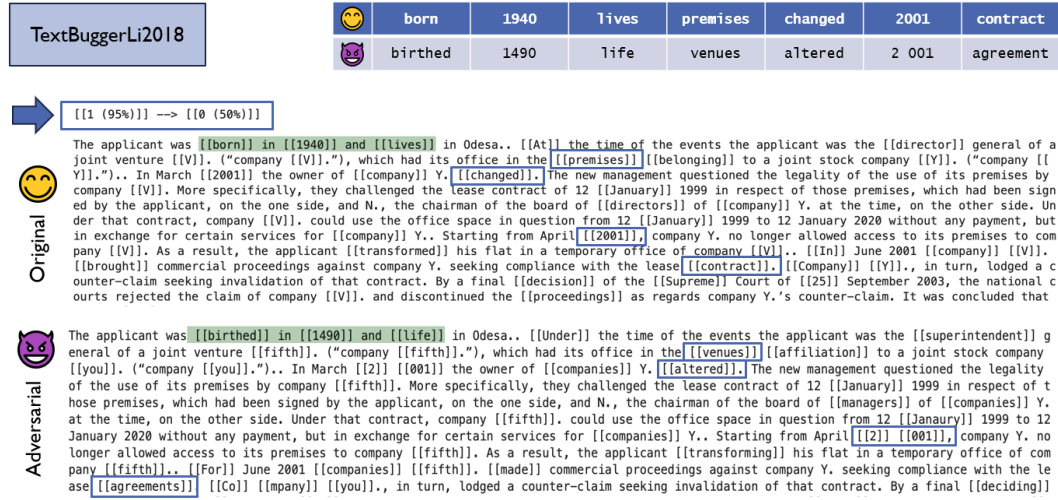 TextBuggerLi2018
born 1940 lives premises changed 2001 contract
birthed 1490 life venues altered 2 001 agreement
[[1 (95%)]] --> [[0 (50%)]]
Original
The applicant was [[born]] in [[1940]] and [[lives]] in Odesa.. [[At]] the time of the events the applicant was the [[director]] general of a
joint venture [[V]]. (“company [[V]].”), which had its office in the [[premises]] [[belonging]] to a joint stock company [[Y]]. (“company [[
Y]].”).. In March [[2001]] the owner of [[company]] Y. [[changed]]. The new management questioned the legality of the use of its premises by
company [[V]]. More specifically, they challenged the lease contract of 12 [[January]] 1999 in respect of those premises, which had been sign
ed by the applicant, on the one side, and N., the chairman of the board of [[directors]] of [[company]] Y. at the time, on the other side. Un
der that contract, company [[V]]. could use the office space in question from 12 [[January]] 1999 to 12 January 2020 without any payment, but
in exchange for certain services for [[company]] Y.. Starting from April [[2001]], company Y. no longer allowed access to its premises to com
pany [[V]]. As a result, the applicant [[transformed]] his flat in a temporary office of company [[V]].. [[In]] June 2001 [[company]] [[V]].
[[brought]] commercial proceedings against company Y. seeking compliance with the lease [[contract]]. [[Company]] [[Y]]., in turn, lodged a c
ounter-claim seeking invalidation of that contract. By a final [[decision]] of the [[Supreme]] Court of [[25]] September 2003, the national c
ourts rejected the claim of company [[V]]. and discontinued the [[proceedings]] as regards company Y.’s counter-claim. It was concluded that
Adversarial
The applicant was [[birthed]] in [[1490]] and [[life]] in Odesa.. [[Under]] the time of the events the applicant was the [[superintendent]] g
eneral of a joint venture [[fifth]]. (“company [[fifth]].”), which had its office in the [[venues]] [[affiliation]] to a joint stock company
[[you]]. (“company [[you]].”).. In March [[2]] [[001]] the owner of [[companies]] Y. [[altered]]. The new management questioned the legality
of the use of its premises by company [[fifth]]. More specifically, they challenged the lease contract of 12 [[January]] 1999 in respect of t
hose premises, which had been signed by the applicant, on the one side, and N., the chairman of the board of [[managers]] of [[companies]] Y.
at the time, on the other side. Under that contract, company [[fifth]]. could use the office space in question from 12 [[Janaury]] 1999 to 12
January 2020 without any payment, but in exchange for certain services for [[companies]] Y.. Starting from April [[2]] [[001]], company Y. no
longer allowed access to its premises to company [[fifth]]. As a result, the applicant [[transforming]] his flat in a temporary office of com
pany [[fifth]].. [[For]] June 2001 [[companies]] [[fifth]]. [[made]] commercial proceedings against company Y. seeking compliance with the le
ase [[agreements]]. [[Co]] [[mpany]] [[you]]., in turn, lodged a counter-claim seeking invalidation of that contract. By a final [[deciding]]